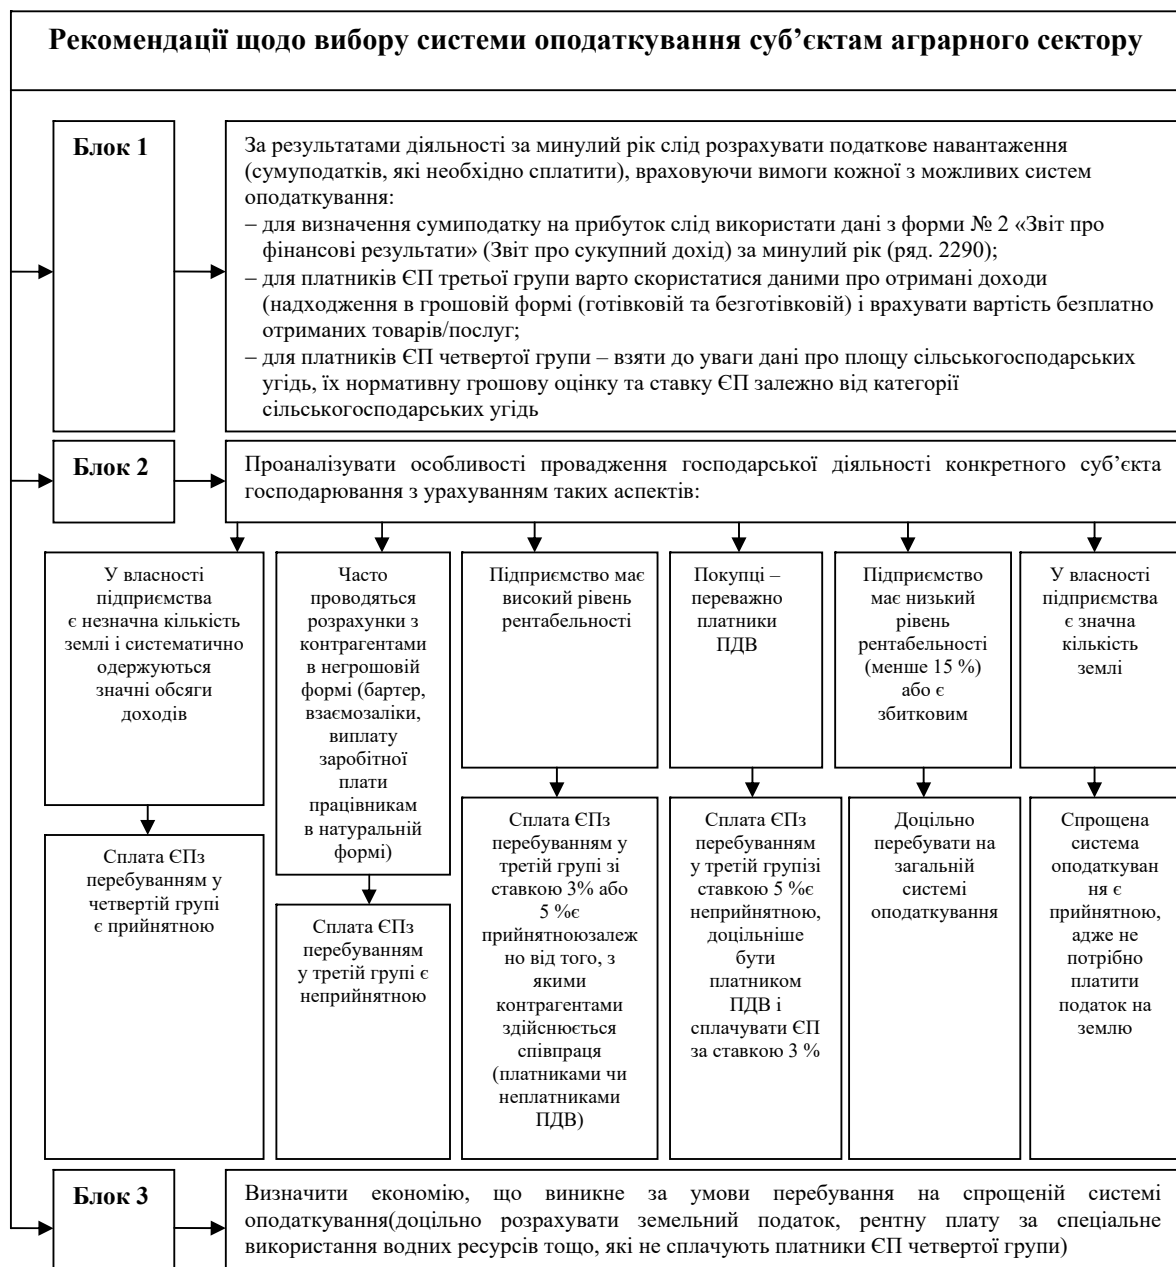 Рекомендації щодо вибору системи оподаткування суб’єктам аграрного сектору
Блок 1
За результатами діяльності за минулий рік слід розрахувати податкове навантаження
(сумуподатків, які необхідно сплатити), враховуючи вимоги кожної з можливих систем
оподаткування:
– для визначення сумиподатку на прибуток слід використати дані з форми № 2 «Звіт про
фінансові результати» (Звіт про сукупний дохід) за минулий рік (ряд. 2290);
– для платників ЄП третьої групи варто скористатися даними про отримані доходи
(надходження в грошовій формі (готівковій та безготівковій) і врахувати вартість безплатно
отриманих товарів/послуг;
– для платників ЄП четвертої групи – взяти до уваги дані про площу сільськогосподарських
угідь, їх нормативну грошову оцінку та ставку ЄП залежно від категорії
сільськогосподарських угідь
Блок 2
Проаналізувати особливості провадження господарської діяльності конкретного суб’єкта
господарювання з урахуванням таких аспектів:
У власності
підприємства
є незначна кількість
землі і систематично
одержуються
значні обсяги
доходів
Часто
проводяться
розрахунки з
контрагентами
в негрошовій
формі (бартер,
взаємозаліки,
виплату
заробітної
плати
працівникам
в натуральній
формі)
Підприємство має
високий рівень
рентабельності
Покупці –
переважно
платники
ПДВ
Підприємство
має низький
рівень
рентабельності
(менше 15 %)
або є
збитковим
У власності
підприємства
є значна
кількість
землі
Сплата ЄПз
перебуванням у
четвертій групі
є прийнятною
Сплата ЄПз
перебуванням
у третій групі є
неприйнятною
Сплата ЄПз
перебуванням у
третій групі зі
ставкою 3% або
5 %є
прийнятноюзалеж
но від того, з
якими
контрагентами
здійснюється
співпраця
(платниками чи
неплатниками
ПДВ)
Сплата ЄПз
перебуванням
у третій групізі
ставкою 5 %є
неприйнятною,
доцільніше
бути
платником
ПДВ і
сплачувати ЄП
за ставкою 3 %
Доцільно
перебувати на
загальній
системі
оподаткування
Спрощена
система
оподаткуван
ня є
прийнятною,
адже не
потрібно
платити
податок на
землю
Блок 3
Визначити економію, що виникне за умови перебування на спрощеній системі
оподаткування(доцільно розрахувати земельний податок, рентну плату за спеціальне
використання водних ресурсів тощо, які не сплачують платники ЄП четвертої групи)